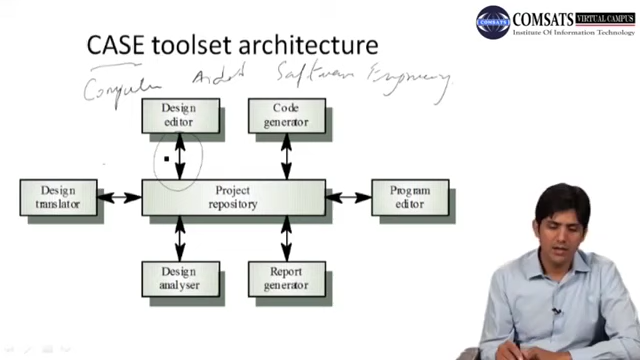 COMSATS VIRTUAL CAMPUS
COMSATS
Institute Of Information Technology
CASE toolset architecture
Computer Aided Software Engineering
Design
editor
Code
generator
Design
translator
Project
repository
Program
editor
Design
analyser
Report
generator